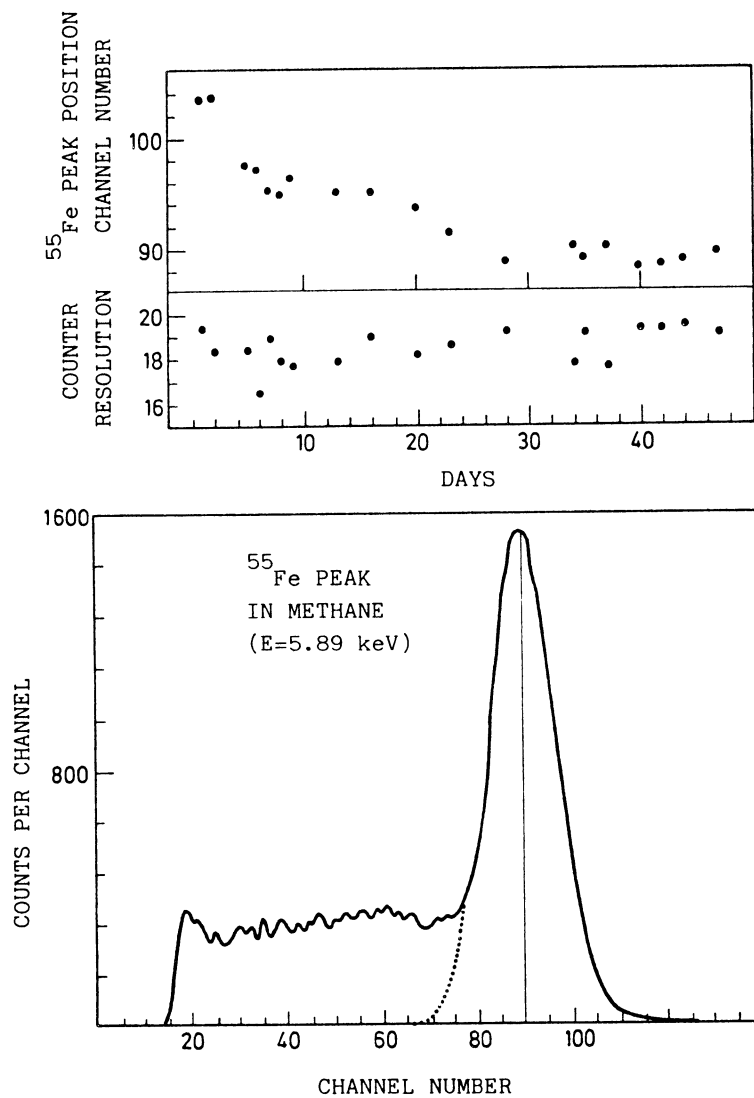 55Fe PEAK POSITION
CHANNEL NUMBER
100
90
COUNTER
RESOLUTION
20
18
16
10
20
30
40
DAYS
1600
800
COUNTS PER CHANNEL
55Fe PEAK
IN METHANE
(E=5.89 keV)
20
40
60
80
100
CHANNEL NUMBER